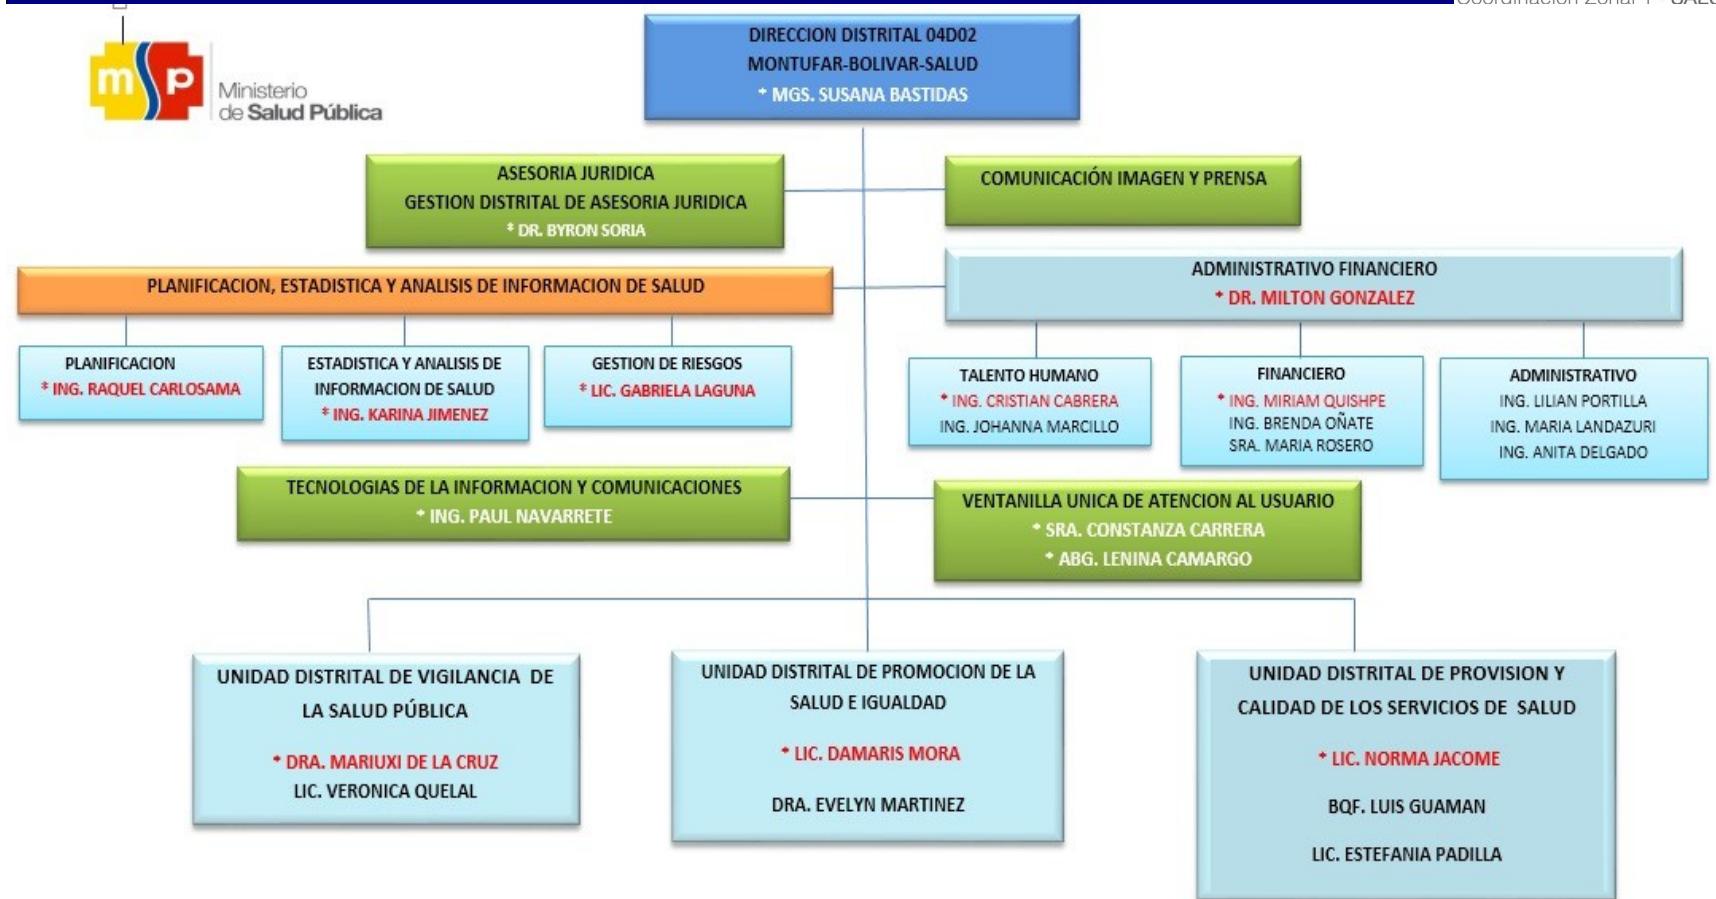 Coordinación Zonal 1 -
DIRECCION DISTRITAL 04D02
MONTUFAR-BOLIVAR-SALUD
* MGS. SUSANA BASTIDAS
msp
Ministerio
de Salud Pública
ASESORIA JURIDICA
GESTION DISTRITAL DE ASESORIA JURIDICA
* DR. BYRON SORIA
COMUNICACIÓN IMAGEN Y PRENSA
PLANIFICACION, ESTADISTICA Y ANALISIS DE INFORMACION DE SALUD
ADMINISTRATIVO FINANCIERO
* DR. MILTON GONZALEZ
PLANIFICACION
* ING. RAQUEL CARLOSAMA
ESTADISTICA Y ANALISIS DE
INFORMACION DE SALUD
* ING. KARINA JIMENEZ
GESTION DE RIESGOS
* LIC. GABRIELA LAGUNA
TALENTO HUMANO
* ING. CRISTIAN CABRERA
ING. JOHANNA MARCILLO
FINANCIERO
* ING. MIRIAM QUISHPE
ING. BRENDA OÑATE
SRA. MARIA ROSERO
ADMINISTRATIVO
ING. LILIAN PORTILLA
ING. MARIA LANDAZURI
ING. ANITA DELGADO
TECNOLOGIAS DE LA INFORMACION Y COMUNICACIONES
* ING. PAUL NAVARRETE
VENTANILLA UNICA DE ATENCION AL USUARIO
* SRA. CONSTANZA CARRERA
* ABG. LENINA CAMARGO
UNIDAD DISTRITAL DE VIGILANCIA DE
LA SALUD PÚBLICA
* DRA. MARIUXI DE LA CRUZ
LIC. VERONICA QUELAL
UNIDAD DISTRITAL DE PROMOCION DE LA
SALUD E IGUALDAD
* LIC. DAMARIS MORA
DRA. EVELYN MARTINEZ
UNIDAD DISTRITAL DE PROVISION Y
CALIDAD DE LOS SERVICIOS DE SALUD
* LIC. NORMA JACOME
BQF. LUIS GUAMAN
LIC. ESTEFANIA PADILLA